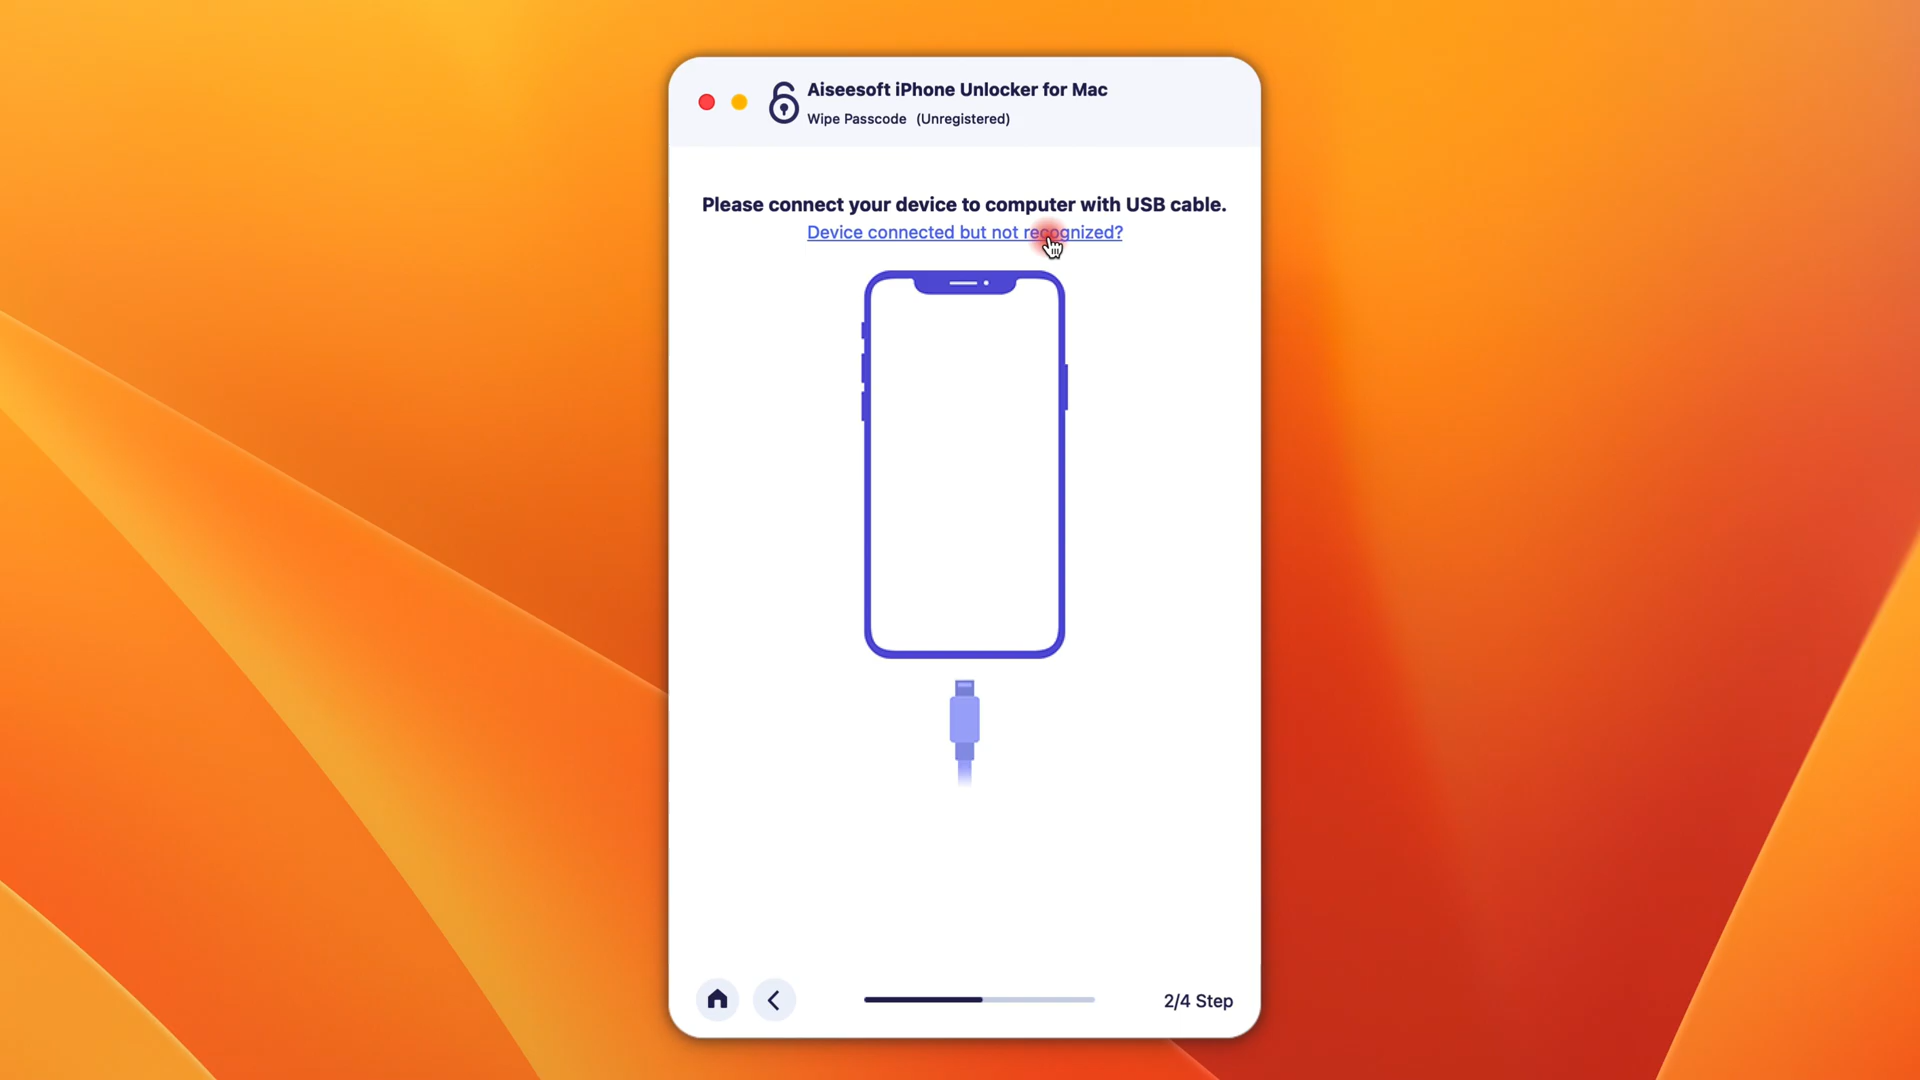 Aiseesoft iPhone Unlocker for Mac
Wipe Passcode (Unregistered)
Please connect your device to computer with USB cable.
Device connected but not recognized?
2/4 Step